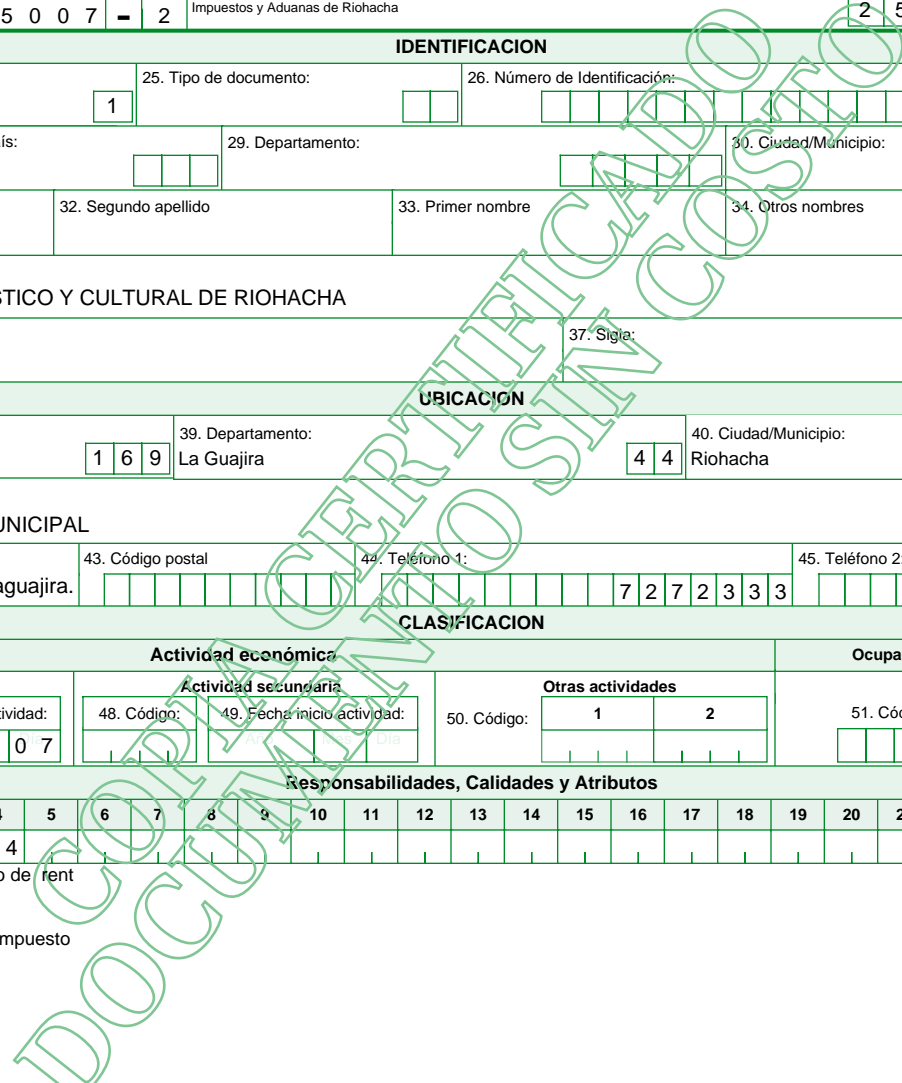 5 0 0 7 - 2 Impuestos y Aduanas de Riohacha 2 5
IDENTIFICACION
25. Tipo de documento: 26. Número de Identificación:
1
ís: 29. Departamento: 30. Ciudad/Municipio:
32. Segundo apellido 33. Primer nombre 34. Otros nombres
STICO Y CULTURAL DE RIOHACHA
37. Sigla:
UBICACION
39. Departamento: 40. Ciudad/Municipio:
1 6 9 La Guajira 4 4 Riohacha
UNICIPAL
43. Código postal 44. Teléfono 1: 45. Teléfono 2:
aguajira. 7 2 7 2 3 3 3
CLASIFICACION
Actividad económica Ocupa
Actividad secundaria Otras actividades
tividad: 48. Código: 49. Fecha inicio actividad: 50. Código: 1 2 51. Cód
0 7 Año Mes Día
Responsabilidades, Calidades y Atributos
4 5 6 7 8 9 10 11 12 13 14 15 16 17 18 19 20 2
4
o de rent
mpuesto
COPIA CERTIFICADO
DOCUMENTO SIN COSTO